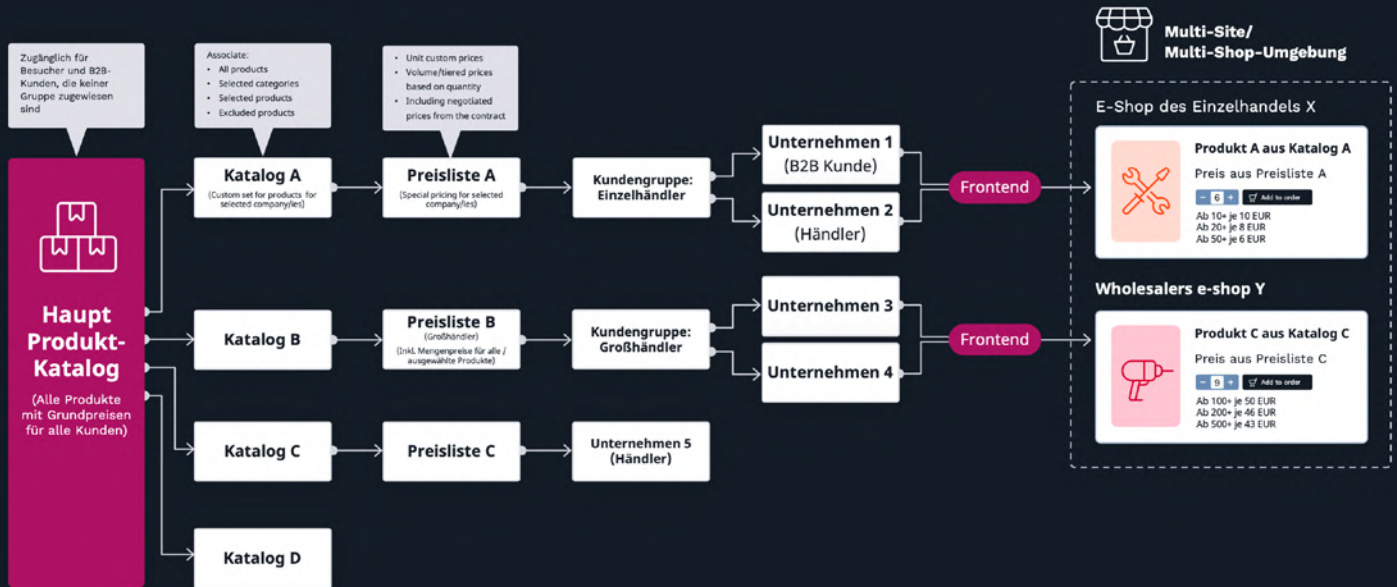 Multi-Site/
Multi-Shop-Umgebung
Zugänglich für
Besucher und B2B-
Kunden, die keiner
Gruppe zugewiesen
sind
Associate:
• All products
• Selected categories
• Selected products
• Excluded products
• Unit custom prices
• Volume/tiered prices
based on quantity
• Including negotiated
prices from the contract
Haupt
Produkt-
Katalog
(Alle Produkte
mit Grundpreisen
für alle Kunden)
Katalog A
(Custom set for products for
selected company/ies)
Preisliste A
(Special pricing for selected
company/ies)
Kundengruppe:
Einzelhändler
Unternehmen 1
(B2B Kunde)
Unternehmen 2
(Händler)
Frontend
E-Shop des Einzelhandels X
Produkt A aus Katalog A
Preis aus Preisliste A
− 6 + Add to order
Ab 10+ je 10 EUR
Ab 20+ je 8 EUR
Ab 50+ je 6 EUR
Katalog B
Preisliste B
(Großhändler)
(Inkl. Mengenpreise für alle /
ausgewählte Produkte)
Kundengruppe:
Großhändler
Unternehmen 3
Unternehmen 4
Frontend
Wholesalers e-shop Y
Produkt C aus Katalog C
Preis aus Preisliste C
− 9 + Add to order
Ab 100+ je 50 EUR
Ab 200+ je 46 EUR
Ab 500+ je 43 EUR
Katalog C
Preisliste C
Unternehmen 5
(Händler)
Katalog D